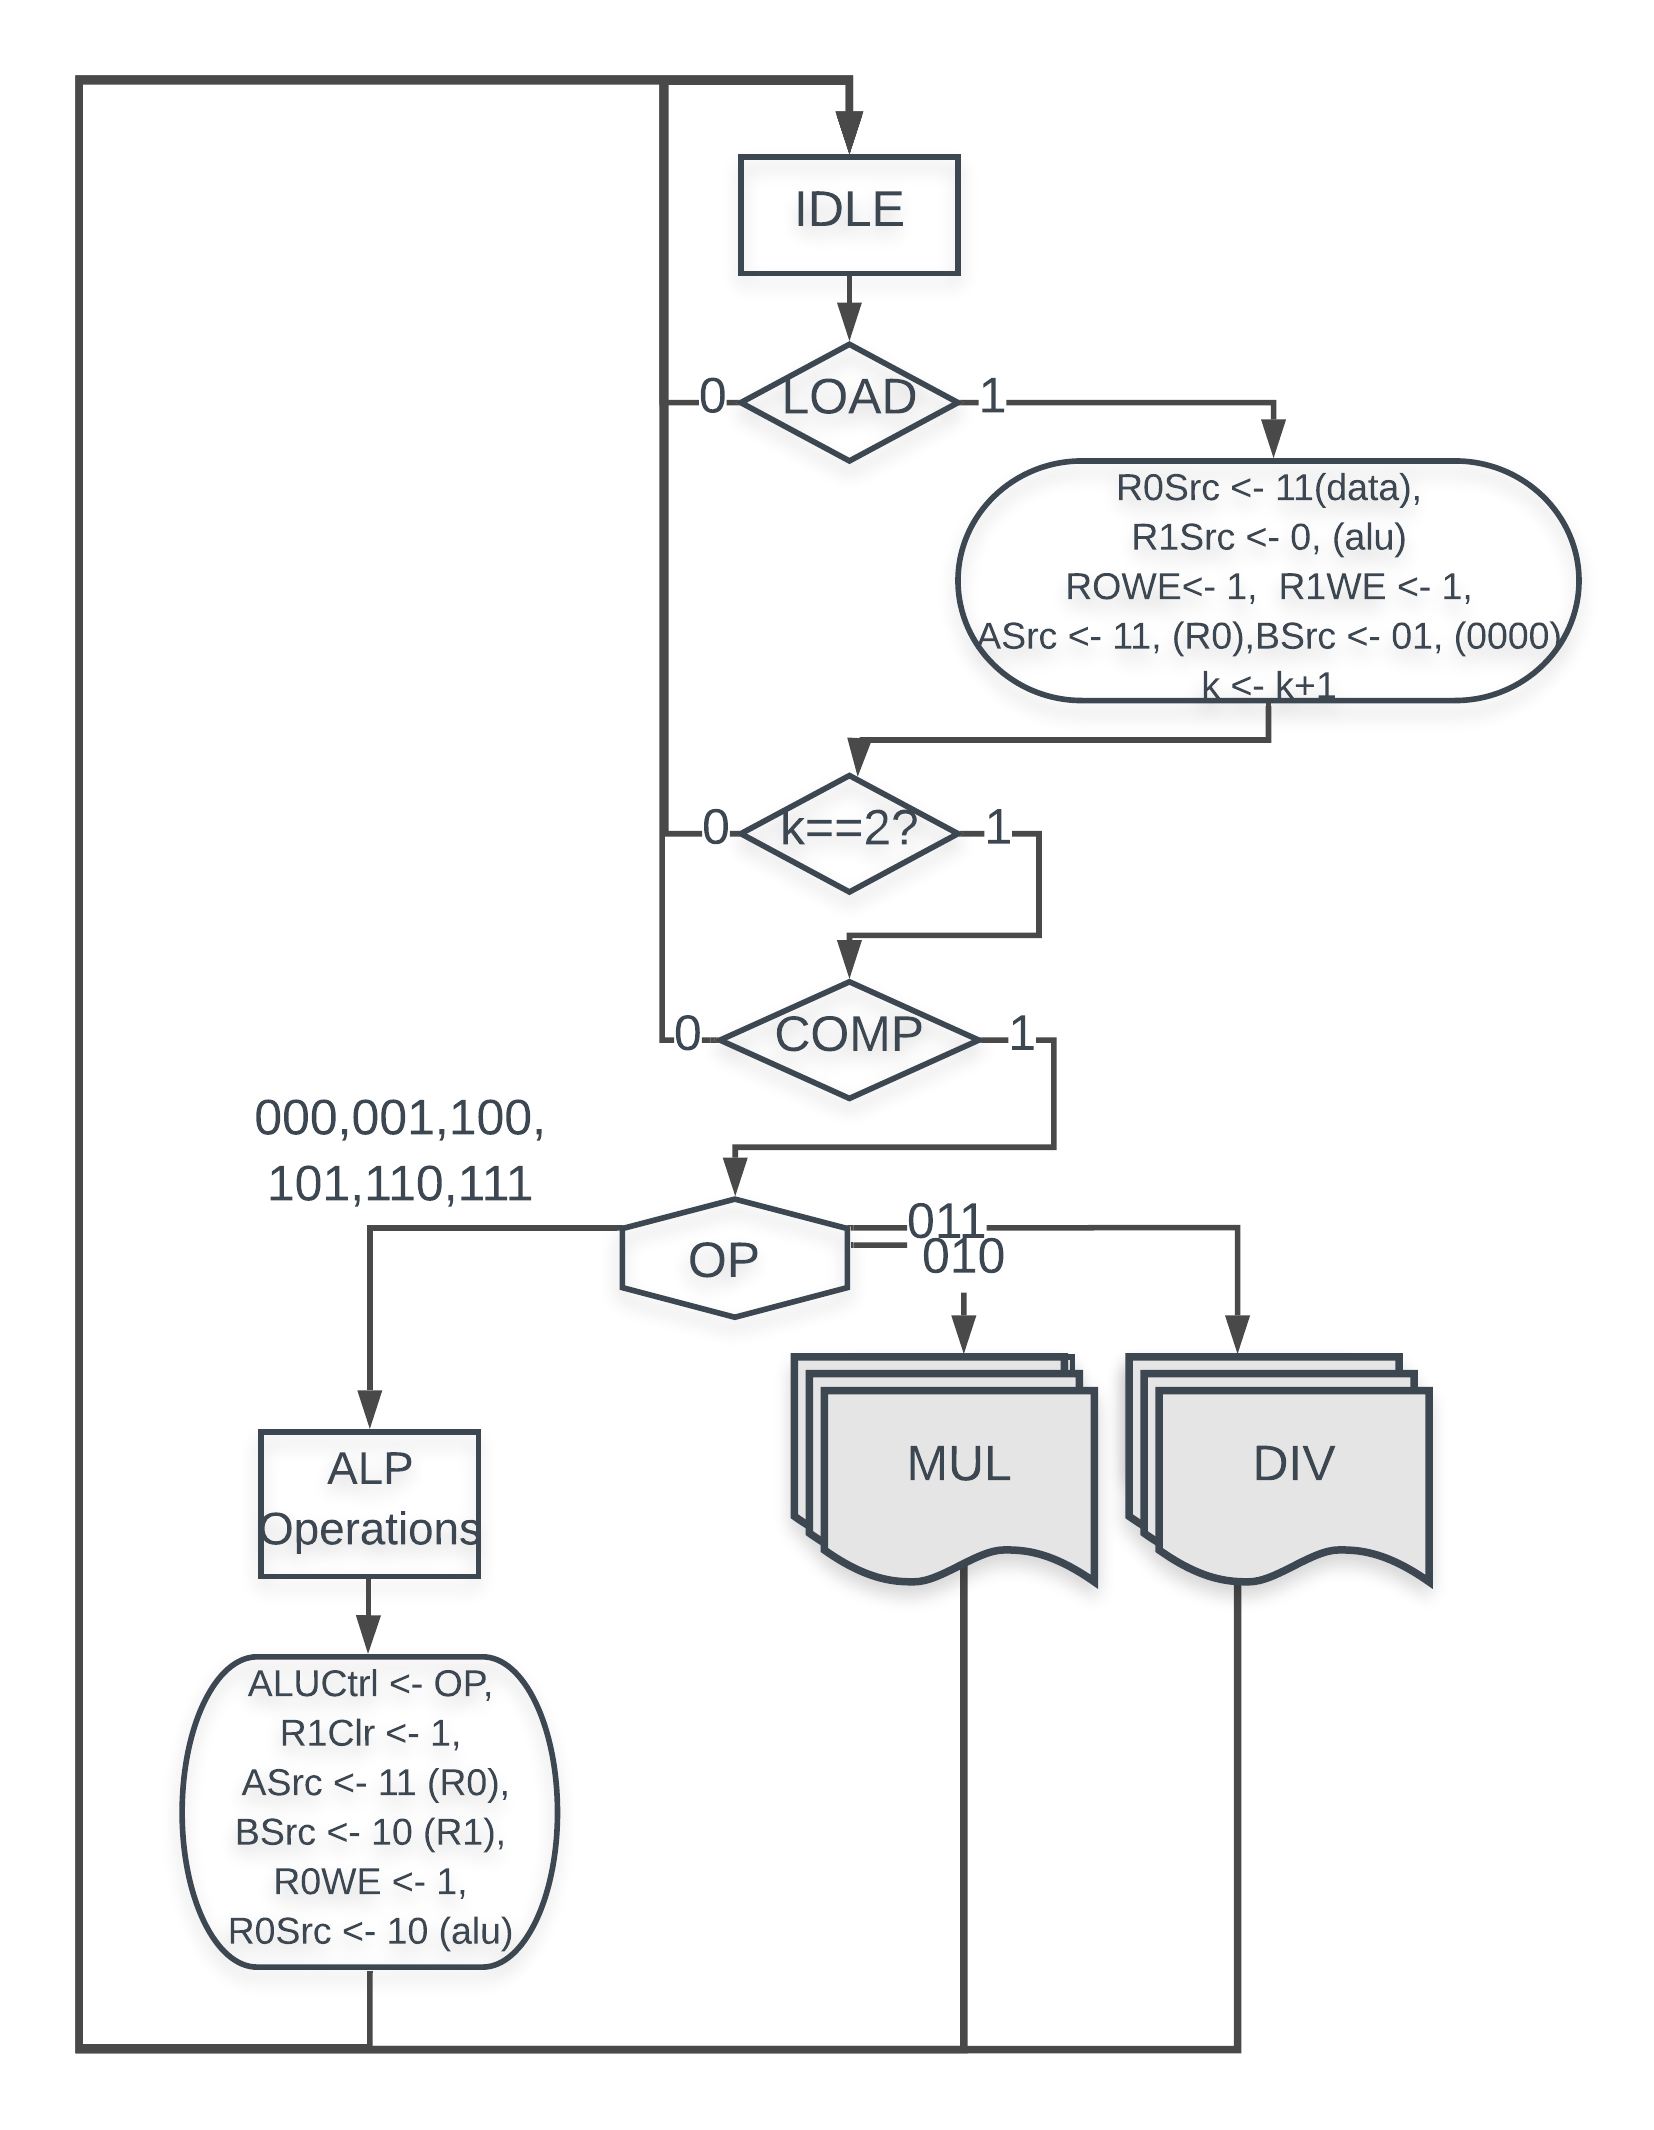 IDLE
0
LOAD
1
R0Src <- 11(data),
R1Src <- 0, (alu)
ROWE<- 1,  R1WE <- 1,
ASrc <- 11, (R0),BSrc <- 01, (0000)
k <- k+1
0
k==2?
1
0
COMP
1
000,001,100,
101,110,111
OP
011
010
ALP
Operations
MUL
DIV
ALUCtrl <- OP,
R1Clr <- 1,
ASrc <- 11 (R0),
BSrc <- 10 (R1),
R0WE <- 1,
R0Src <- 10 (alu)